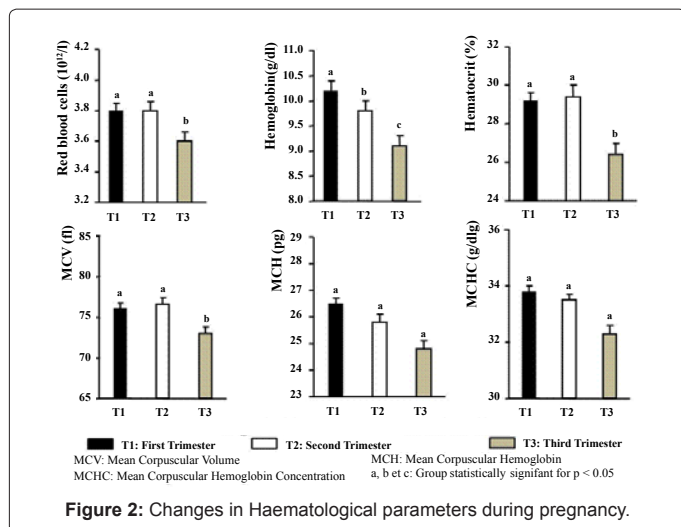 Red blood cells (10¹²/l)
4.2
4.0
3.8
3.6
3.4
3.2
a
a
b
T1 T2 T3
Hemoglobin(g/dl)
10.5
10.0
9.5
9.0
8.5
8.0
a
b
c
T1 T2 T3
Hematocrit (%)
30
28
26
24
a
a
b
T1 T2 T3
MCV (fl)
85
80
75
70
65
a
a
b
T1 T2 T3
MCH (pg)
29
28
27
26
25
24
23
a
a
a
T1 T2 T3
MCHC (g/dlg)
36
34
32
30
a
a
a
T1 T2 T3
T1: First Trimester T2: Second Trimester T3: Third Trimester
MCV: Mean Corpuscular Volume MCH: Mean Corpuscular Hemoglobin
MCHC: Mean Corpuscular Hemoglobin Concentration a, b et c: Group statistically signifant for p < 0.05
Figure 2: Changes in Haematological parameters during pregnancy.